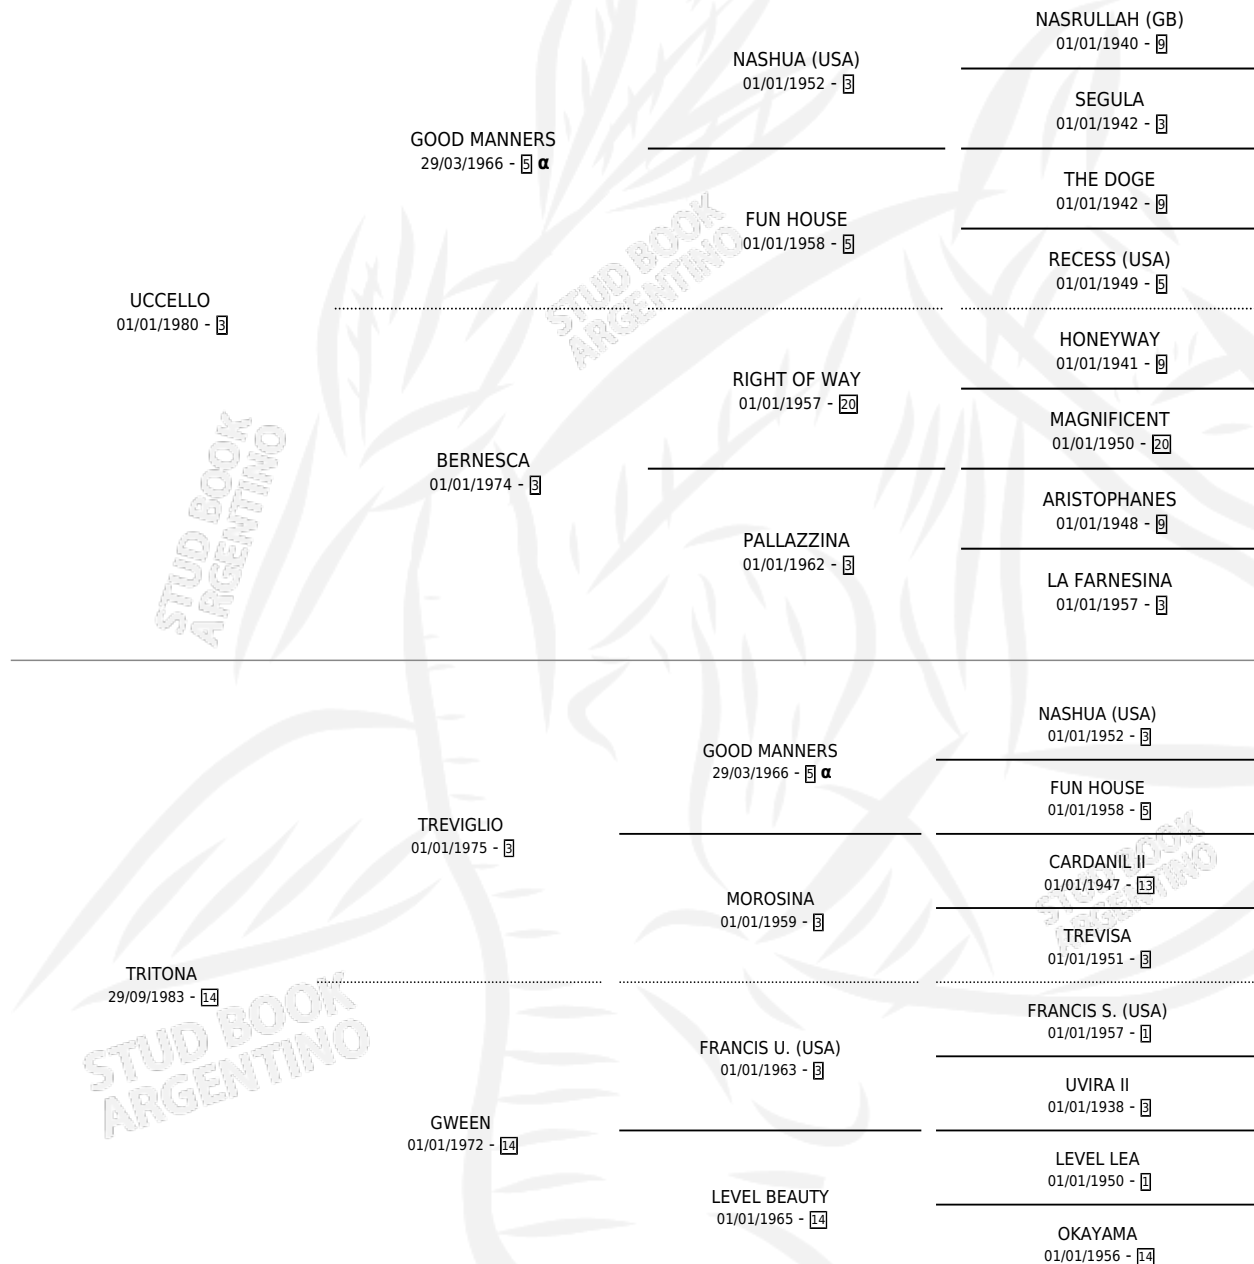 NASRULLAH (GB)
01/01/1940 - 9
NASHUA (USA)
01/01/1952 - 3
SEGULA
01/01/1942 - 3
GOOD MANNERS
29/03/1966 - 5 α
THE DOGE
01/01/1942 - 9
FUN HOUSE
01/01/1958 - 5
RECESS (USA)
01/01/1949 - 5
UCCELLO
01/01/1980 - 3
HONEYWAY
01/01/1941 - 9
RIGHT OF WAY
01/01/1957 - 20
MAGNIFICENT
01/01/1950 - 20
BERNESCA
01/01/1974 - 3
ARISTOPHANES
01/01/1948 - 9
PALLAZZINA
01/01/1962 - 3
LA FARNESINA
01/01/1957 - 3
NASHUA (USA)
01/01/1952 - 3
GOOD MANNERS
29/03/1966 - 5 α
FUN HOUSE
01/01/1958 - 5
TREVIGLIO
01/01/1975 - 3
CARDANIL II
01/01/1947 - 13
MOROSINA
01/01/1959 - 3
TREVISA
01/01/1951 - 3
TRITONA
29/09/1983 - 14
FRANCIS S. (USA)
01/01/1957 - 1
FRANCIS U. (USA)
01/01/1963 - 3
UVIRA II
01/01/1938 - 3
GWEEN
01/01/1972 - 14
LEVEL LEA
01/01/1950 - 1
LEVEL BEAUTY
01/01/1965 - 14
OKAYAMA
01/01/1956 - 14
STUD BOOK
ARGENTINO
STUD BOOK
ARGENTINO
STUD BOOK
ARGENTINO
STUD BOOK
ARGENTINO